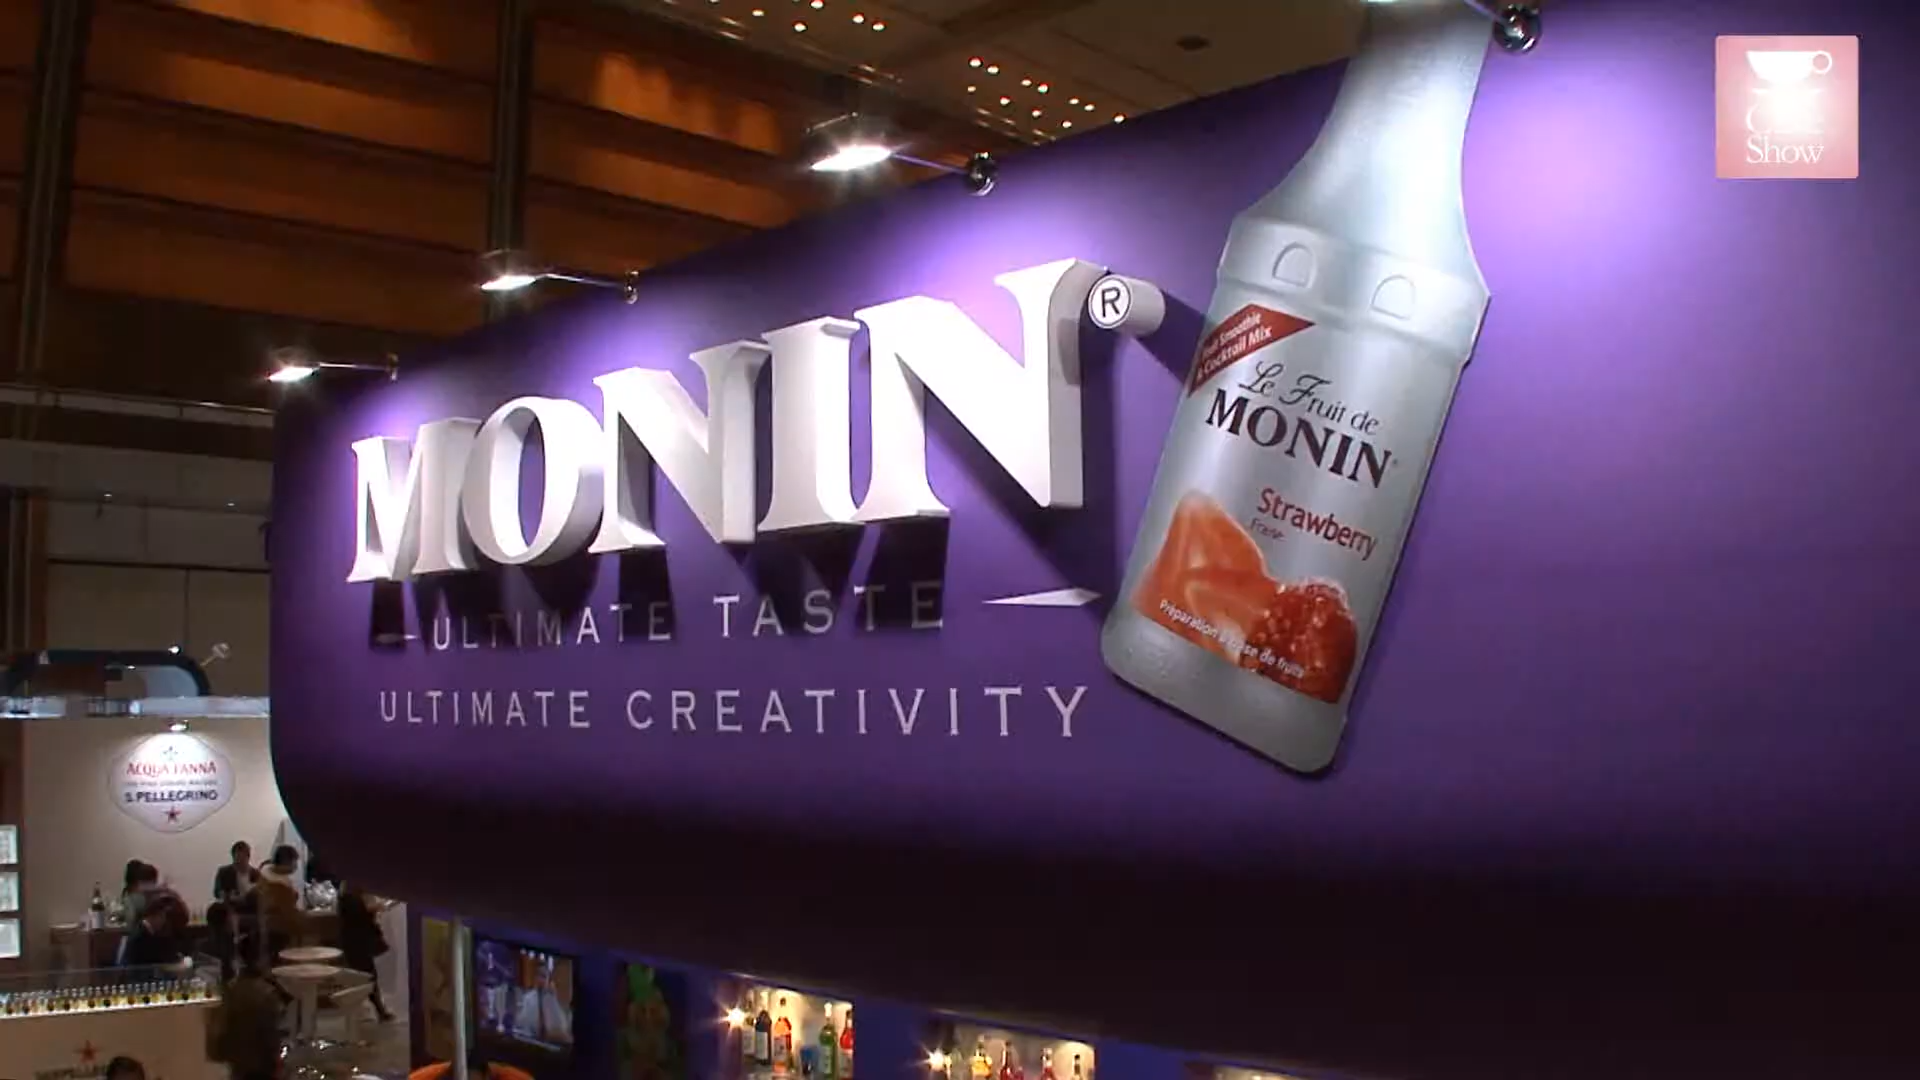 Show
MONIN®
Fruit Smoothie
& Cocktail Mix
Le Fruit de
MONIN
Strawberry
Fraise
Préparation à base de fruits
ULTIMATE TASTE
ULTIMATE CREATIVITY
ACQUA PANNA
S.PELLEGRINO